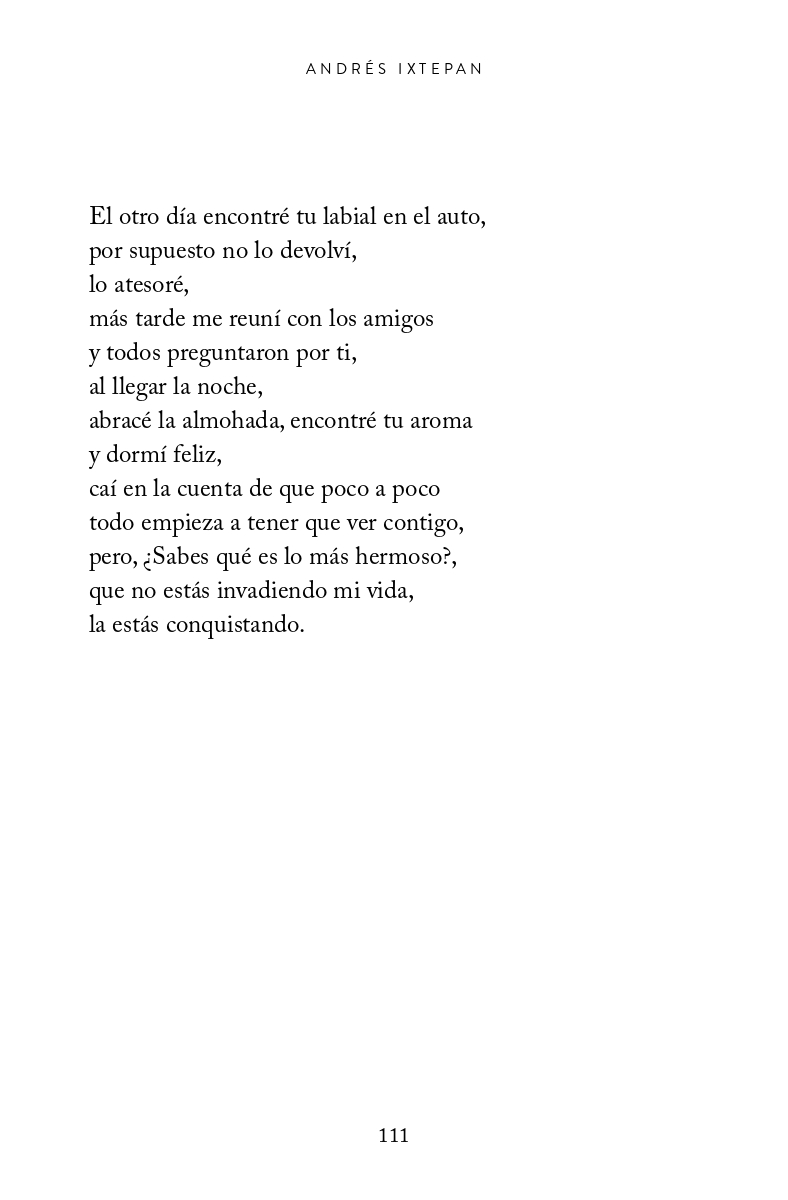 ANDRÉS IXTEPAN
El otro día encontré tu labial en el auto,
por supuesto no lo devolví,
lo atesoré,
más tarde me reuní con los amigos
y todos preguntaron por ti,
al llegar la noche,
abracé la almohada, encontré tu aroma
y dormí feliz,
caí en la cuenta de que poco a poco
todo empieza a tener que ver contigo,
pero, ¿Sabes qué es lo más hermoso?,
que no estás invadiendo mi vida,
la estás conquistando.
111